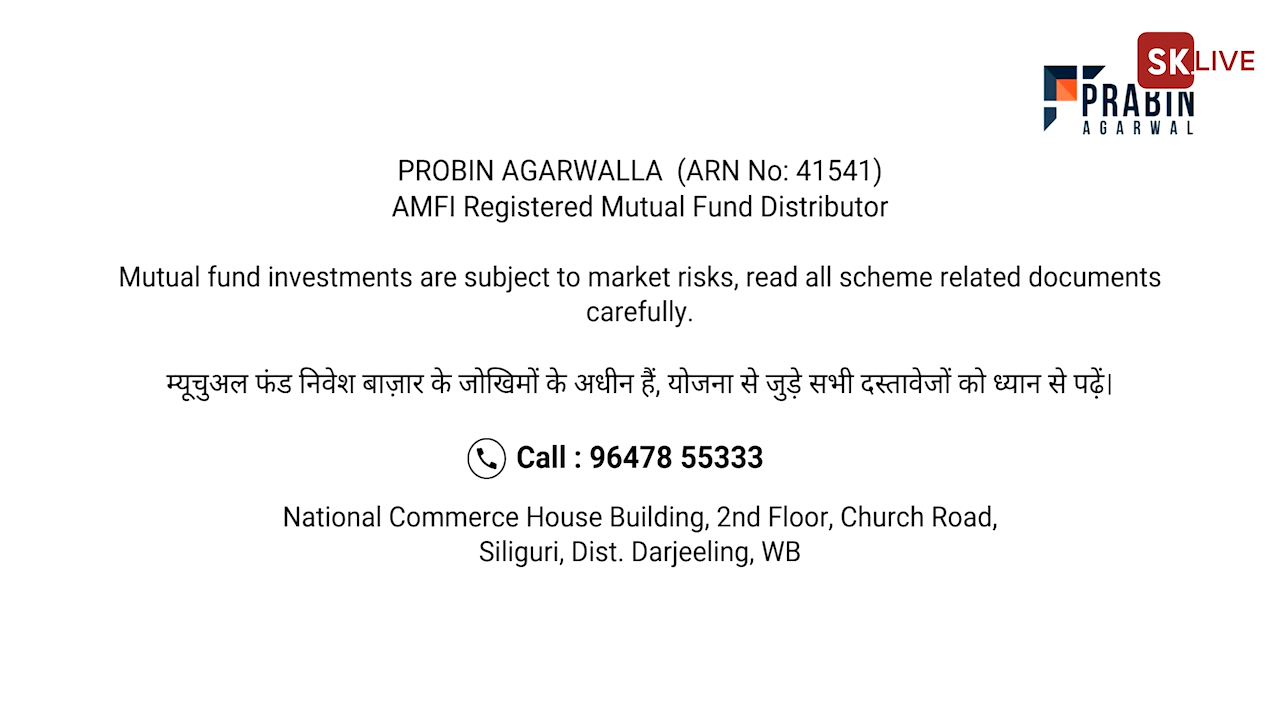 SK LIVE
PRABIN
AGARWAL
PROBIN AGARWALLA (ARN No: 41541)
AMFI Registered Mutual Fund Distributor
Mutual fund investments are subject to market risks, read all scheme related documents
carefully.
म्यूचुअल फंड निवेश बाज़ार के जोखिमों के अधीन हैं, योजना से जुड़े सभी दस्तावेजों को ध्यान से पढ़ें।
Call : 96478 55333
National Commerce House Building, 2nd Floor, Church Road,
Siliguri, Dist. Darjeeling, WB